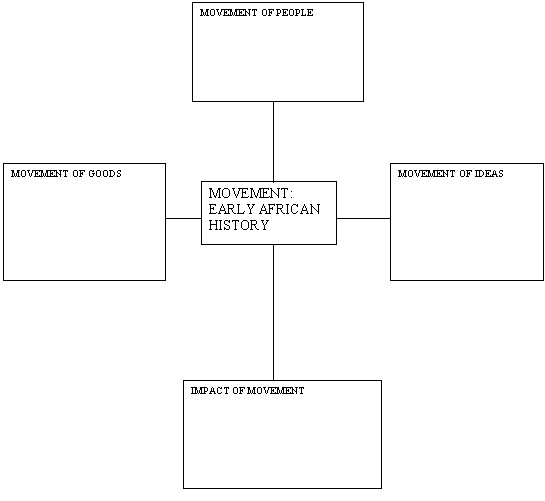 MOVEMENT OF PEOPLE
MOVEMENT OF GOODS
MOVEMENT:
EARLY AFRICAN
HISTORY
MOVEMENT OF IDEAS
IMPACT OF MOVEMENT